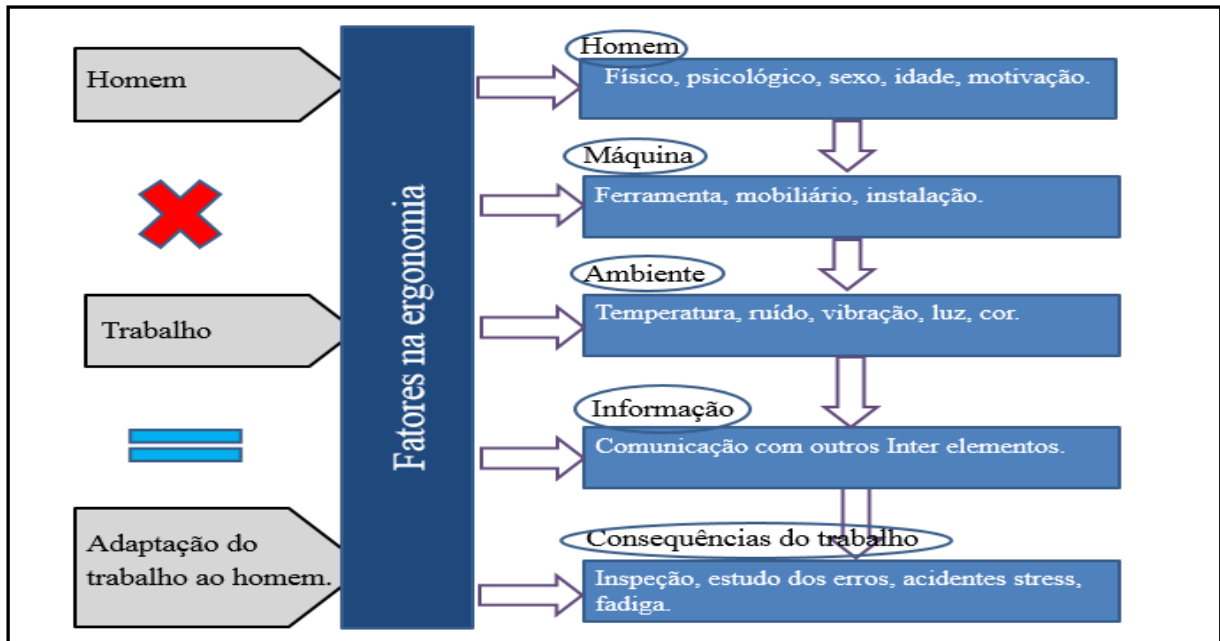 Homem
Trabalho
Adaptação do
trabalho ao homem.
Fatores na ergonomia
Homem
Físico, psicológico, sexo, idade, motivação.
Máquina
Ferramenta, mobiliário, instalação.
Ambiente
Temperatura, ruído, vibração, luz, cor.
Informação
Comunicação com outros Inter elementos.
Consequências do trabalho
Inspeção, estudo dos erros, acidentes stress,
fadiga.